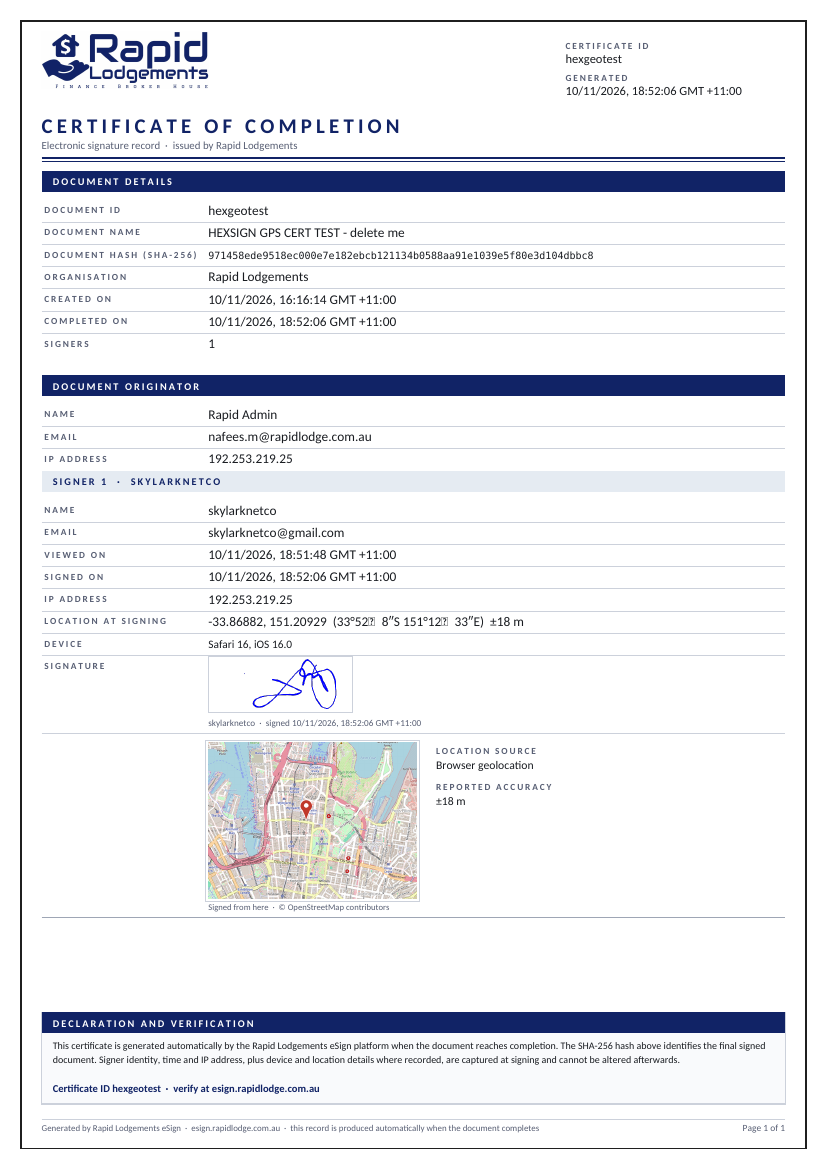 Rapid
Lodgements
Finance Broker House
CERTIFICATE ID
hexgeotest
GENERATED
10/11/2026, 18:52:06 GMT +11:00
CERTIFICATE OF COMPLETION
Electronic signature record · issued by Rapid Lodgements
DOCUMENT DETAILS
DOCUMENT ID hexgeotest
DOCUMENT NAME HEXSIGN GPS CERT TEST - delete me
DOCUMENT HASH (SHA-256) 971458ede9518ec000e7e182ebcb121134b0588aa91e1039e5f80e3d104dbbc8
ORGANISATION Rapid Lodgements
CREATED ON 10/11/2026, 16:16:14 GMT +11:00
COMPLETED ON 10/11/2026, 18:52:06 GMT +11:00
SIGNERS 1
DOCUMENT ORIGINATOR
NAME Rapid Admin
EMAIL nafees.m@rapidlodge.com.au
IP ADDRESS 192.253.219.25
SIGNER 1 · SKYLARKNETCO
NAME skylarknetco
EMAIL skylarknetco@gmail.com
VIEWED ON 10/11/2026, 18:51:48 GMT +11:00
SIGNED ON 10/11/2026, 18:52:06 GMT +11:00
IP ADDRESS 192.253.219.25
LOCATION AT SIGNING -33.86882, 151.20929 (33°52 8″S 151°12 33″E) ±18 m
DEVICE Safari 16, iOS 16.0
SIGNATURE
skylarknetco · signed 10/11/2026, 18:52:06 GMT +11:00
LOCATION SOURCE
Browser geolocation
REPORTED ACCURACY
±18 m
Signed from here · © OpenStreetMap contributors
DECLARATION AND VERIFICATION
This certificate is generated automatically by the Rapid Lodgements eSign platform when the document reaches completion. The SHA-256 hash above identifies the final signed
document. Signer identity, time and IP address, plus device and location details where recorded, are captured at signing and cannot be altered afterwards.
Certificate ID hexgeotest · verify at esign.rapidlodge.com.au
Generated by Rapid Lodgements eSign · esign.rapidlodge.com.au · this record is produced automatically when the document completes
Page 1 of 1